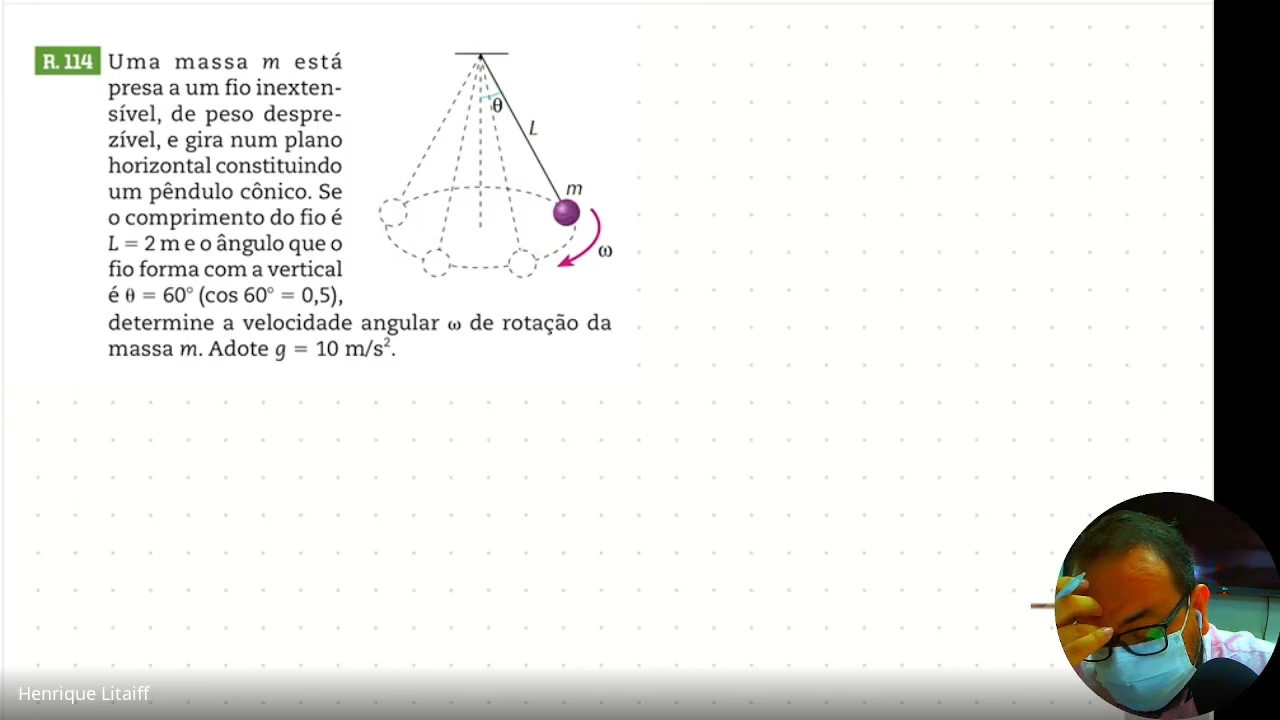 R. 114 Uma massa m está
presa a um fio inexten-
sível, de peso despre-
zível, e gira num plano
horizontal constituindo
um pêndulo cônico. Se
o comprimento do fio é
L = 2 m e o ângulo que o
fio forma com a vertical
é θ = 60° (cos 60° = 0,5),
determine a velocidade angular ω de rotação da
massa m. Adote g = 10 m/s².
θ
L
m
ω
Henrique Litaiff